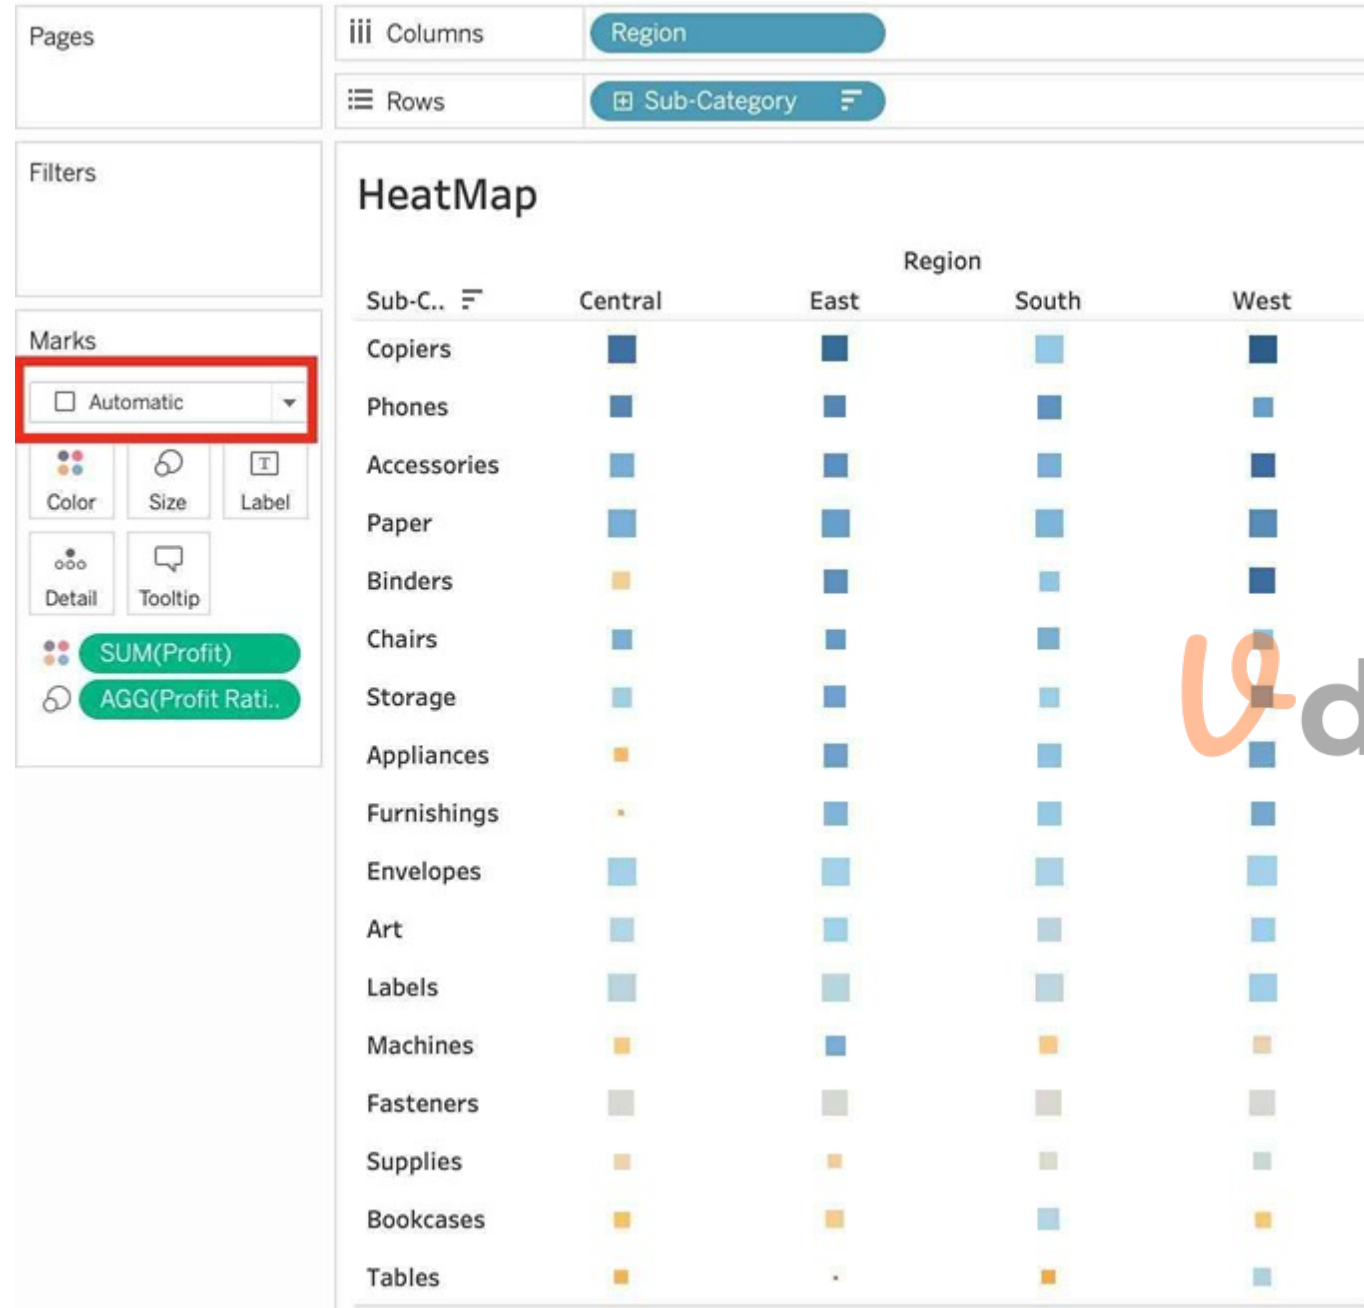 Pages
Columns
Region
Rows
Sub-Category
Filters
HeatMap
Region
Sub-C..
Central East South West
Marks
Automatic
Color Size Label
Detail Tooltip
SUM(Profit)
AGG(Profit Rati..
Copiers
Phones
Accessories
Paper
Binders
Chairs
Storage
Appliances
Furnishings
Envelopes
Art
Labels
Machines
Fasteners
Supplies
Bookcases
Tables